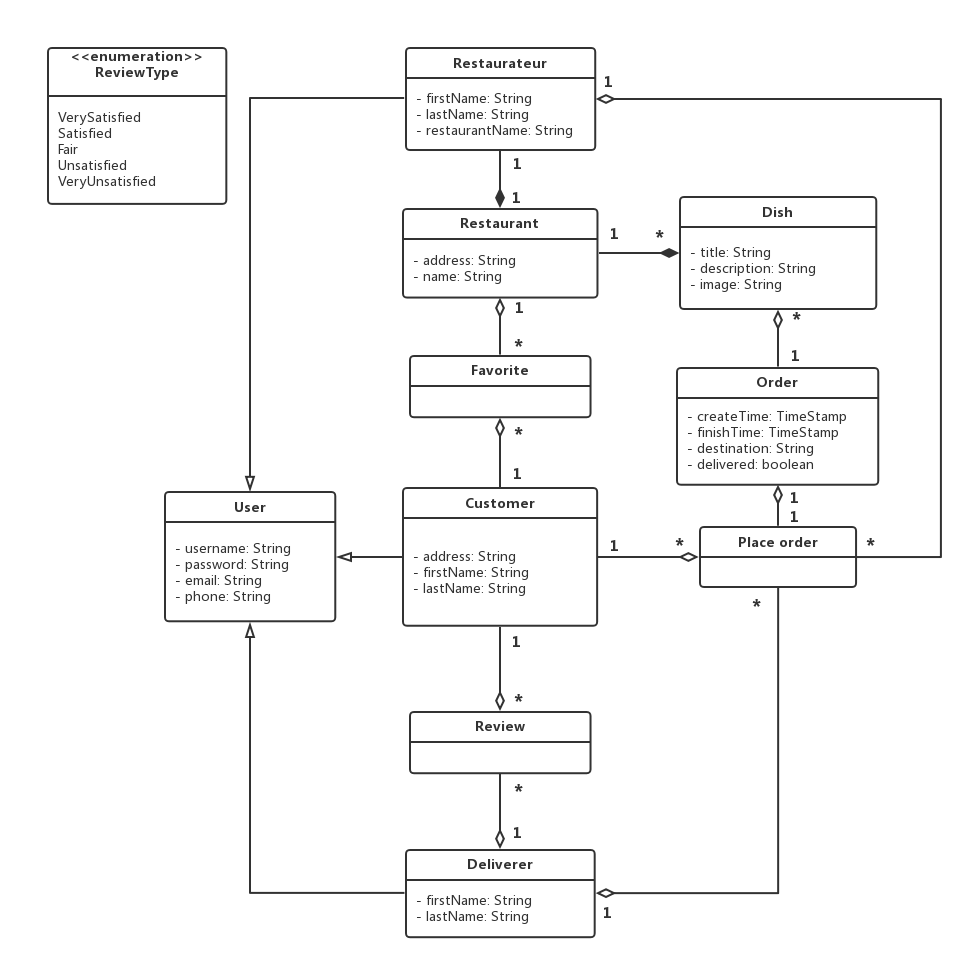 <<enumeration>>
ReviewType
VerySatisfied
Satisfied
Fair
Unsatisfied
VeryUnsatisfied
Restaurateur
- firstName: String
- lastName: String
- restaurantName: String
1
1
1
Restaurant
- address: String
- name: String
1
*
Dish
- title: String
- description: String
- image: String
1
*
Favorite
*
1
Order
- createTime: TimeStamp
- finishTime: TimeStamp
- destination: String
- delivered: boolean
*
1
1
1
User
- username: String
- password: String
- email: String
- phone: String
Customer
- address: String
- firstName: String
- lastName: String
1
*
Place order
*
*
1
*
Review
*
1
Deliverer
- firstName: String
- lastName: String
1